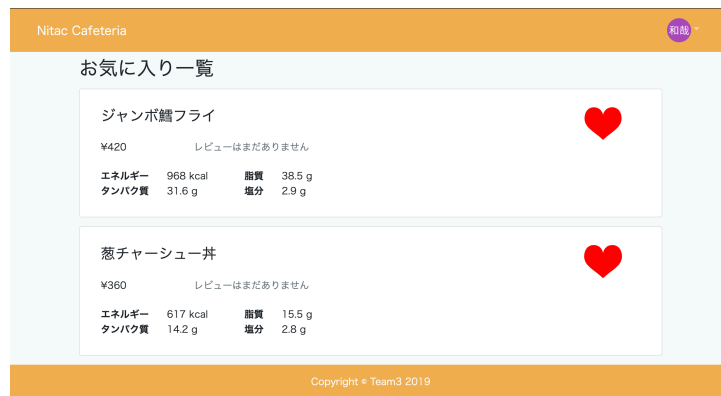 Nitac Cafeteria 和哉
お気に入り一覧
ジャンボ鱈フライ
¥420 レビューはまだありません
エネルギー 968 kcal 脂質 38.5 g
タンパク質 31.6 g 塩分 2.9 g
葱チャーシュー丼
¥360 レビューはまだありません
エネルギー 617 kcal 脂質 15.5 g
タンパク質 14.2 g 塩分 2.8 g
Copyright © Team3 2019